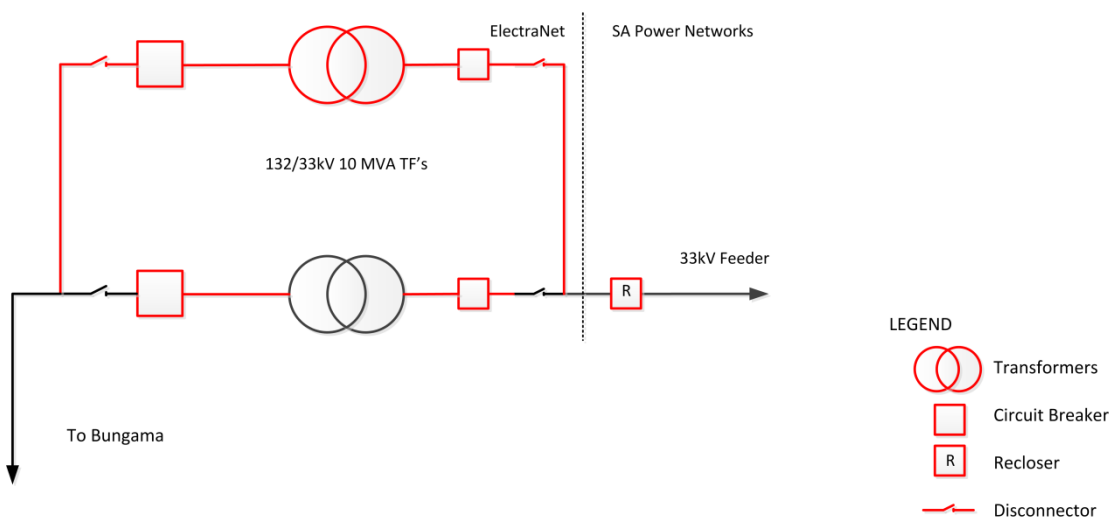 ElectraNet
SA Power Networks
132/33kV 10 MVA TF's
33kV Feeder
R
LEGEND
Transformers
Circuit Breaker
R
Recloser
To Bungama
Disconnector